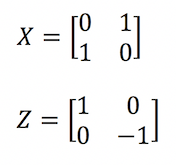 X = [0 1
1 0]
Z = [1 0
0 −1]